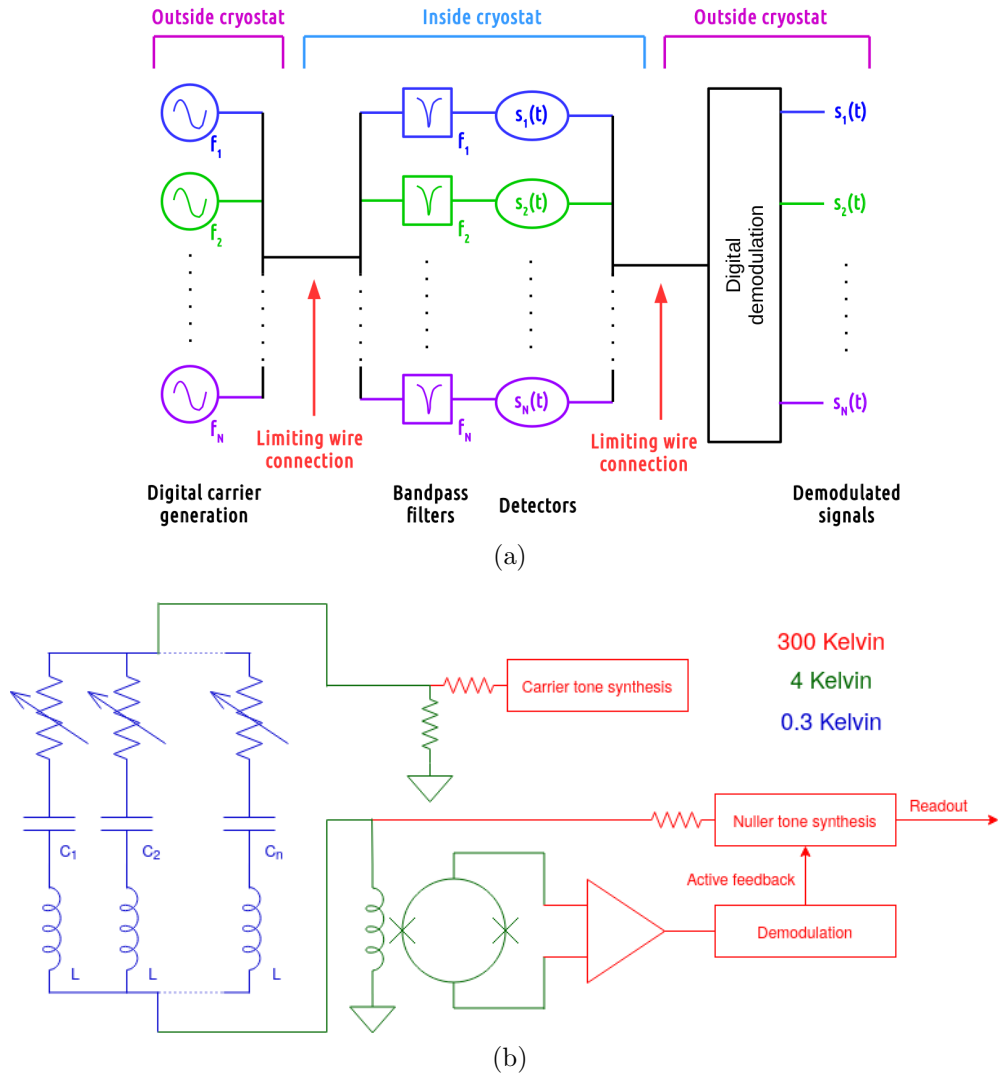 Outside cryostat
Inside cryostat
Outside cryostat
f1
s1(t)
f1
s1(t)
f2
s2(t)
f2
s2(t)
Digital
demodulation
fN
sN(t)
fN
sN(t)
Limiting wire
connection
Limiting wire
connection
Digital carrier
generation
Bandpass
filters
Detectors
Demodulated
signals
(a)
300 Kelvin
4 Kelvin
0.3 Kelvin
Carrier tone synthesis
C1
C2
Cn
L
L
L
Nuller tone synthesis
Readout
Active feedback
Demodulation
(b)